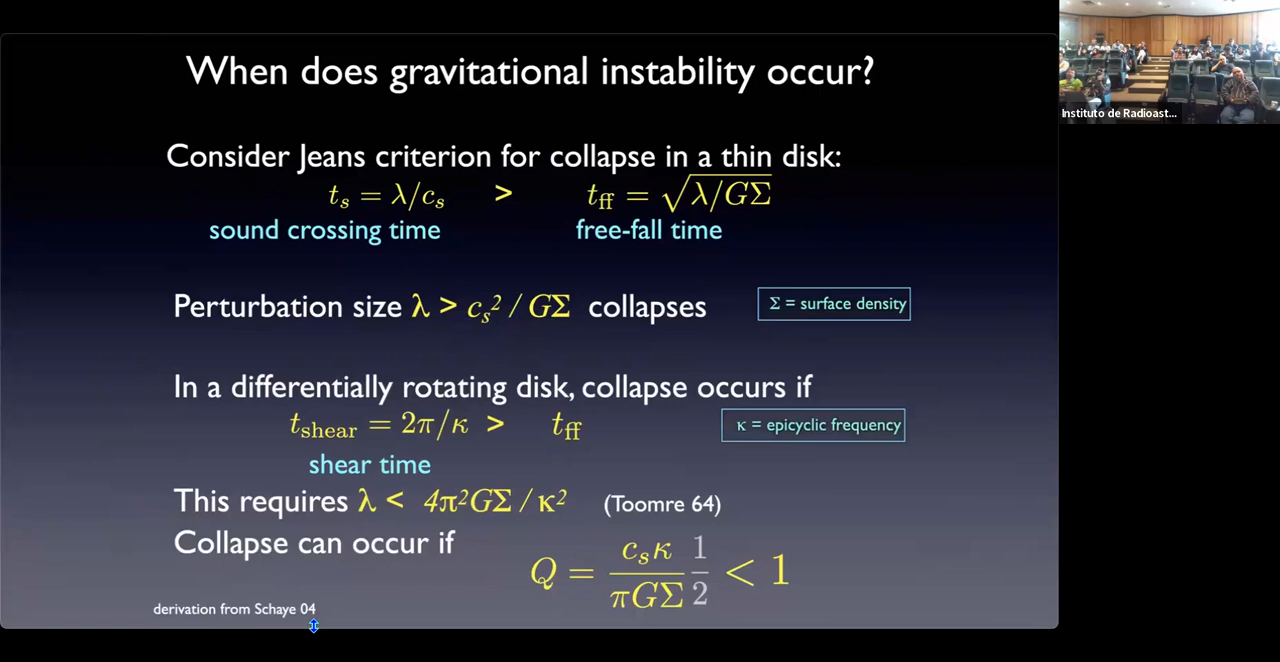 When does gravitational instability occur?
Instituto de Radioast...
Consider Jeans criterion for collapse in a thin disk:
t_s = λ/c_s > t_ff = √(λ/GΣ)
sound crossing time free-fall time
Perturbation size λ > c_s² / GΣ collapses
Σ = surface density
In a differentially rotating disk, collapse occurs if
t_shear = 2π/κ > t_ff
κ = epicyclic frequency
shear time
This requires λ < 4π²GΣ / κ² (Toomre 64)
Collapse can occur if
Q = c_sκ/πGΣ 1/2 < 1
derivation from Schaye 04